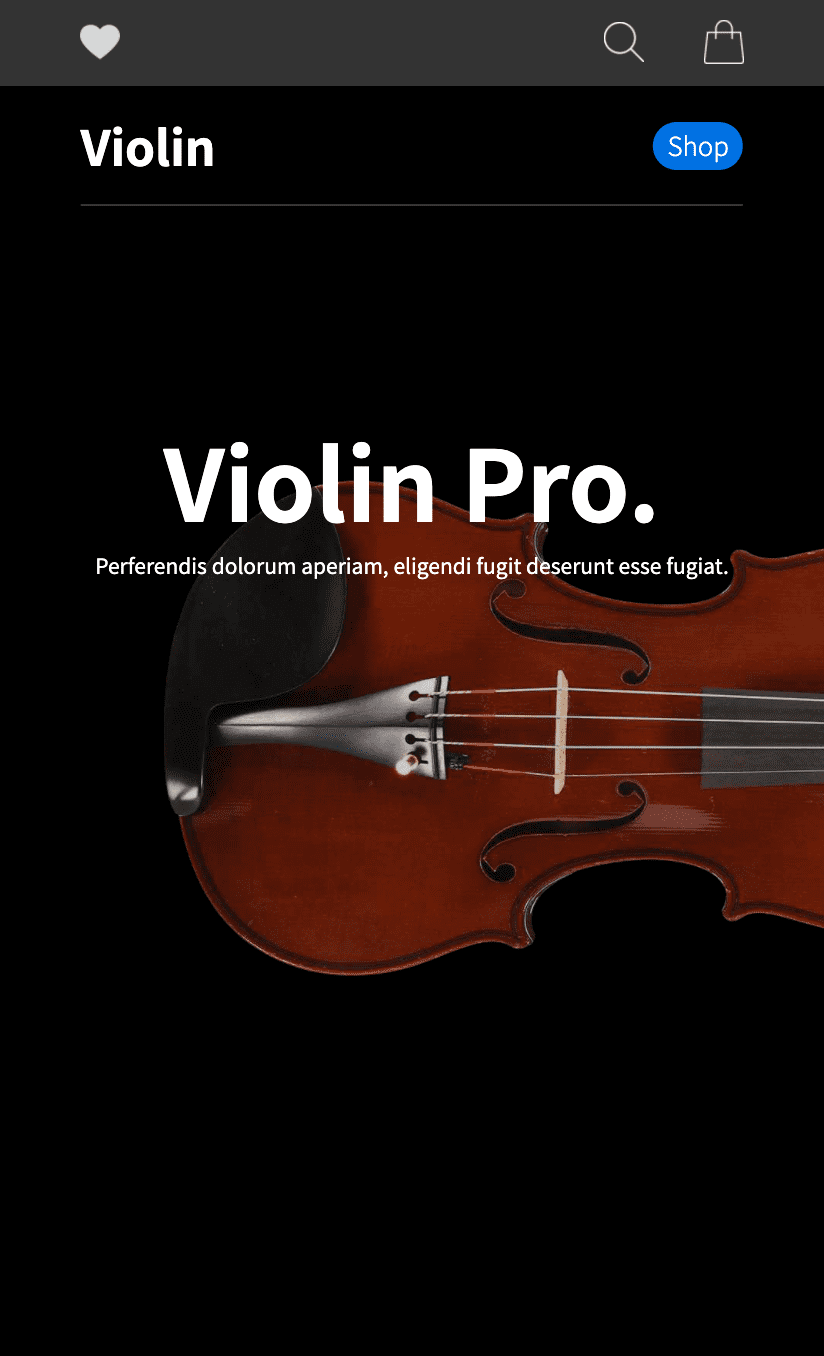 Violin
Shop
Violin Pro.
Perferendis dolorum aperiam, eligendi fugit deserunt esse fugiat.